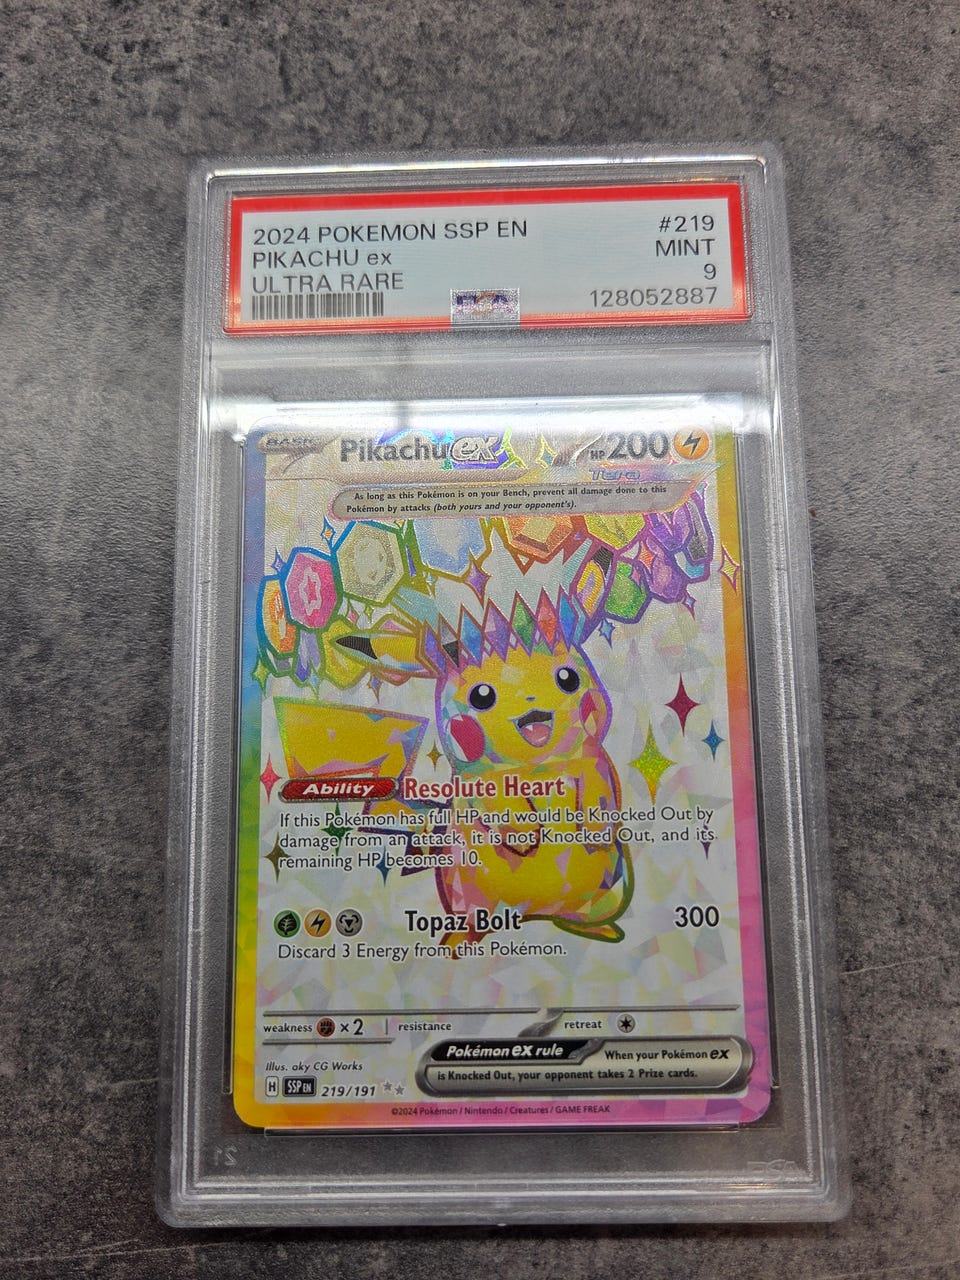 2024 POKEMON SSP EN
#219
PIKACHU ex
MINT
ULTRA RARE
9
PSA
128052887
BASIC
Pikachu ex
HP 200
Tera
As long as this Pokémon is on your Bench, prevent all damage done to this
Pokémon by attacks (both yours and your opponent's).
Ability Resolute Heart
If this Pokémon has full HP and would be Knocked Out by
damage from an attack, it is not Knocked Out, and its
remaining HP becomes 10.
Topaz Bolt 300
Discard 3 Energy from this Pokémon.
weakness ×2 resistance retreat
Pokémon ex rule When your Pokémon ex
is Knocked Out, your opponent takes 2 Prize cards.
Illus. aky CG Works
H SSP EN 219/191
©2024 Pokémon / Nintendo / Creatures / GAME FREAK
21
PSA